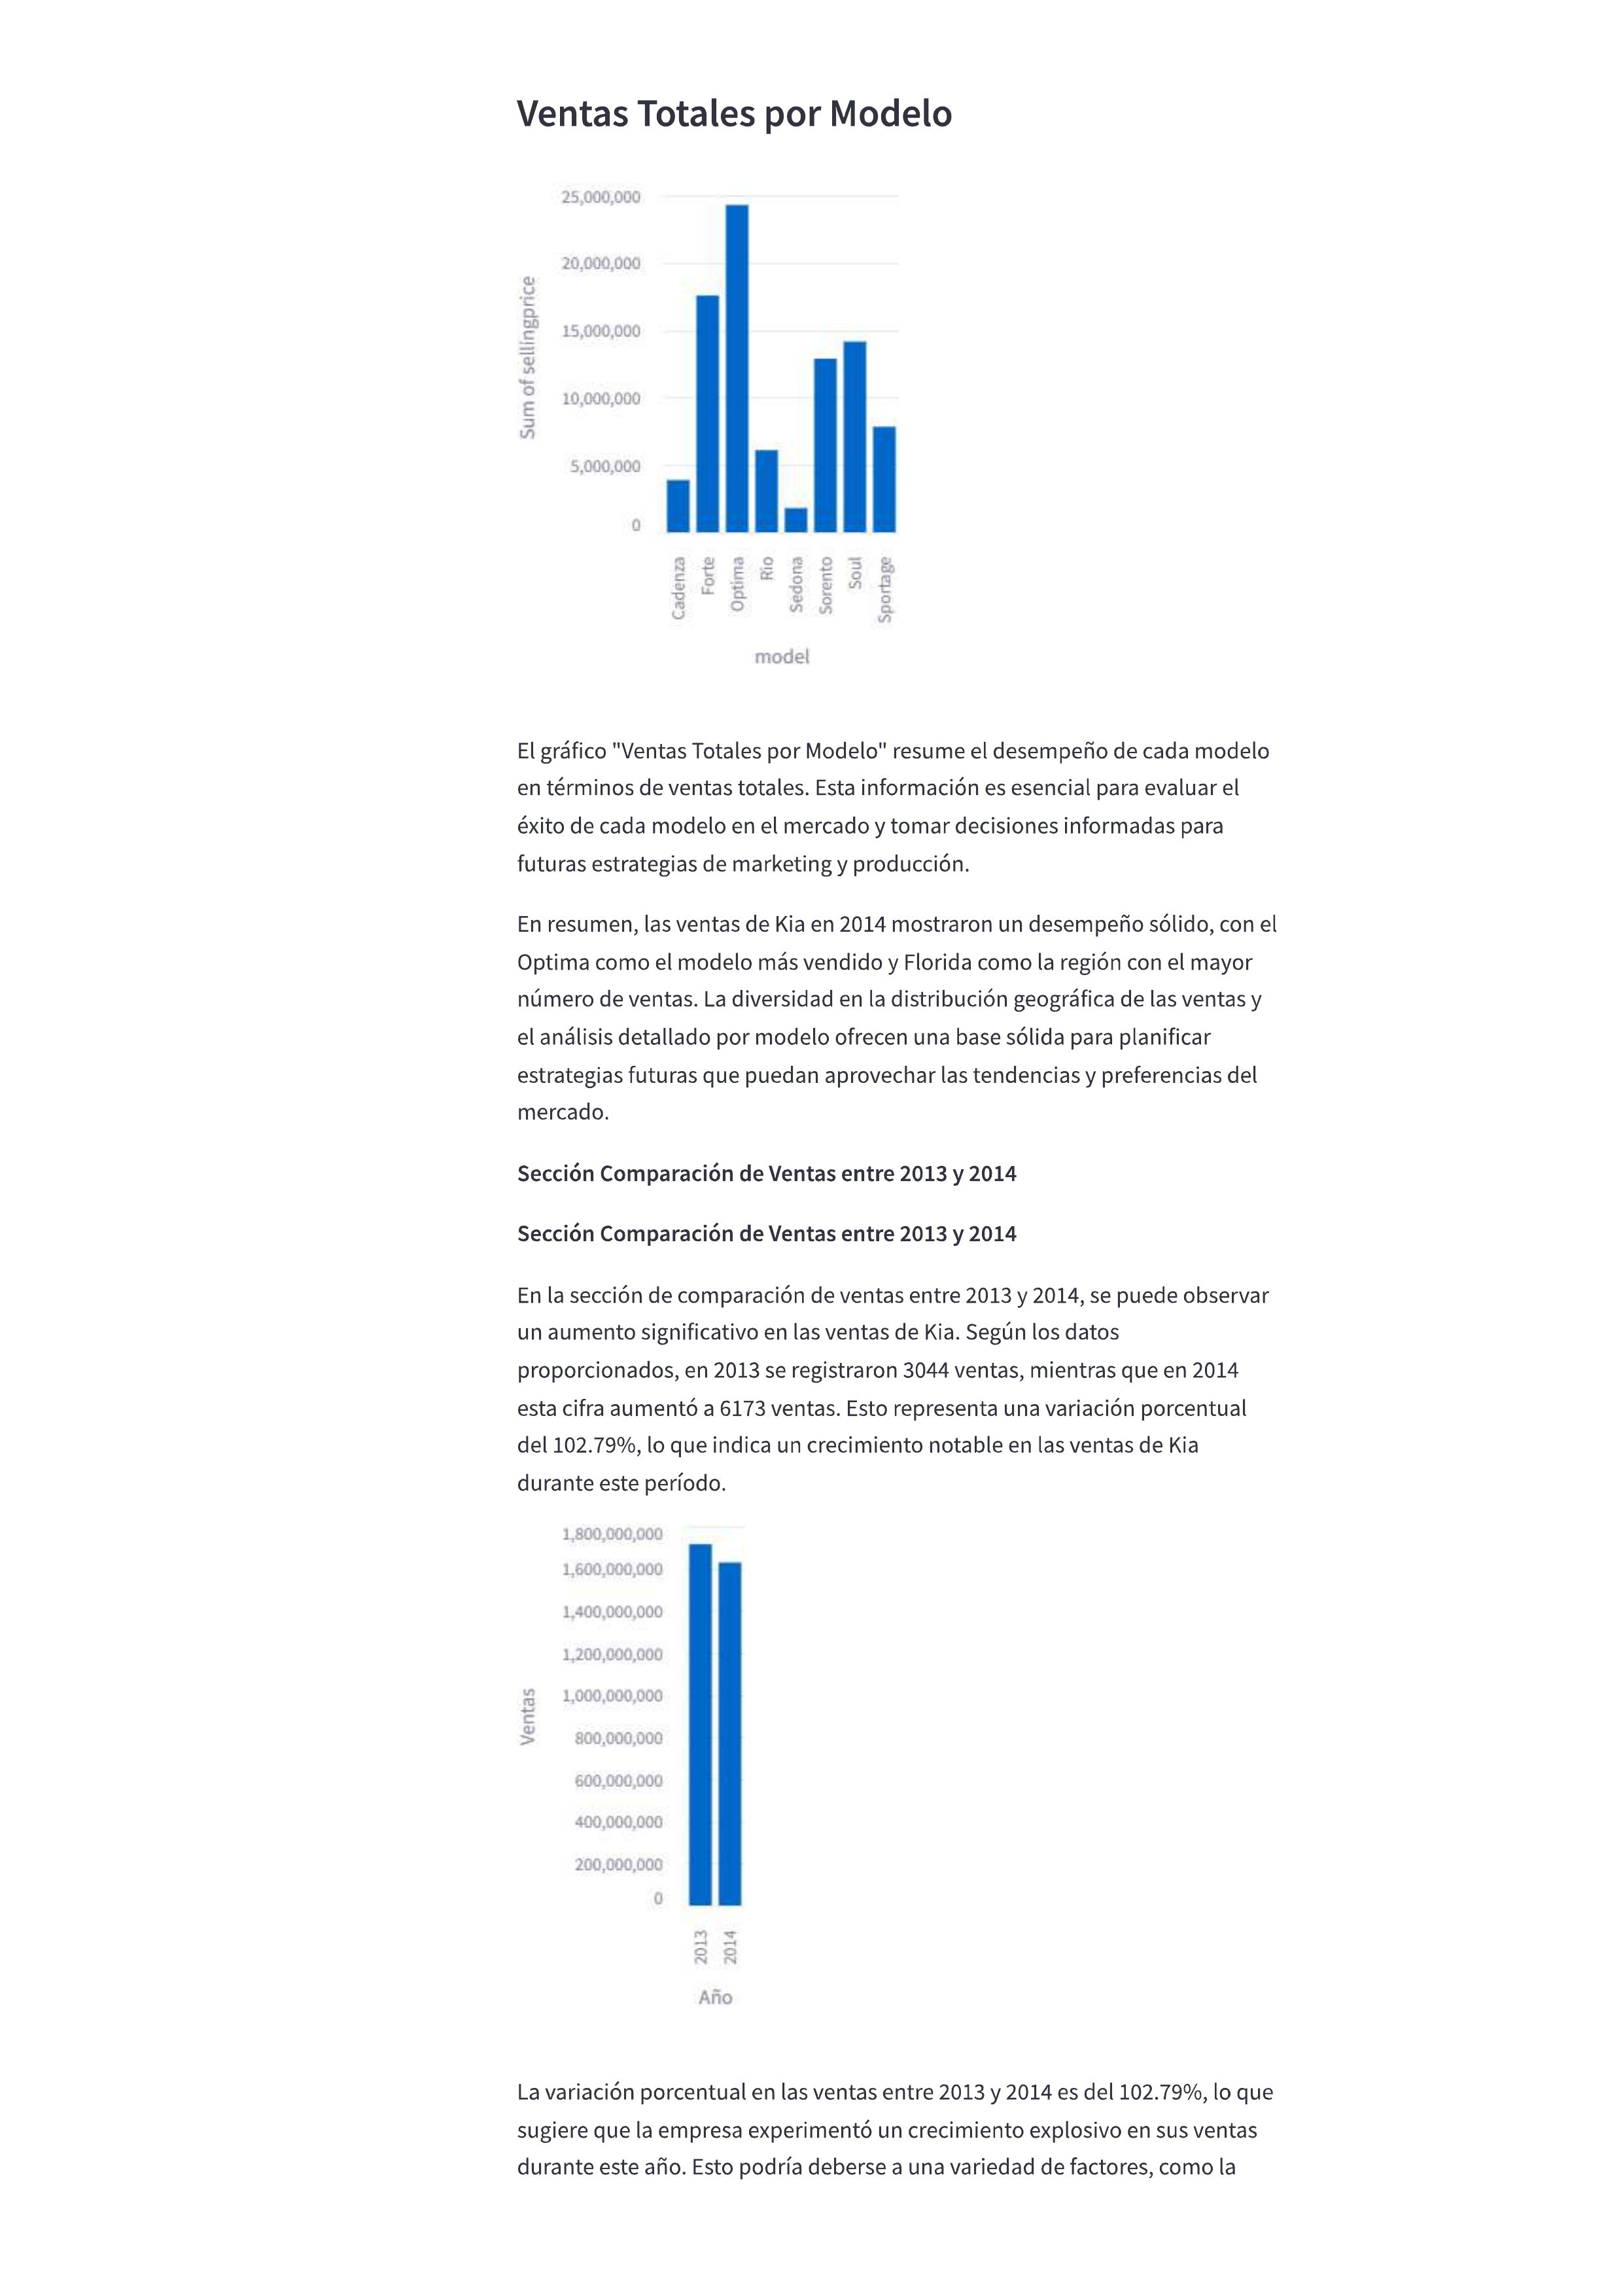 Ventas Totales por Modelo
25,000,000
20,000,000
15,000,000
10,000,000
5,000,000
0
Sum of sellingprice
Cadenza
Forte
Optima
Rio
Sedona
Sorento
Soul
Sportage
model
El gráfico "Ventas Totales por Modelo" resume el desempeño de cada modelo
en términos de ventas totales. Esta información es esencial para evaluar el
éxito de cada modelo en el mercado y tomar decisiones informadas para
futuras estrategias de marketing y producción.
En resumen, las ventas de Kia en 2014 mostraron un desempeño sólido, con el
Optima como el modelo más vendido y Florida como la región con el mayor
número de ventas. La diversidad en la distribución geográfica de las ventas y
el análisis detallado por modelo ofrecen una base sólida para planificar
estrategias futuras que puedan aprovechar las tendencias y preferencias del
mercado.
Sección Comparación de Ventas entre 2013 y 2014
Sección Comparación de Ventas entre 2013 y 2014
En la sección de comparación de ventas entre 2013 y 2014, se puede observar
un aumento significativo en las ventas de Kia. Según los datos
proporcionados, en 2013 se registraron 3044 ventas, mientras que en 2014
esta cifra aumentó a 6173 ventas. Esto representa una variación porcentual
del 102.79%, lo que indica un crecimiento notable en las ventas de Kia
durante este período.
1,800,000,000
1,600,000,000
1,400,000,000
1,200,000,000
1,000,000,000
800,000,000
600,000,000
400,000,000
200,000,000
0
Ventas
2013
2014
Año
La variación porcentual en las ventas entre 2013 y 2014 es del 102.79%, lo que
sugiere que la empresa experimentó un crecimiento explosivo en sus ventas
durante este año. Esto podría deberse a una variedad de factores, como la